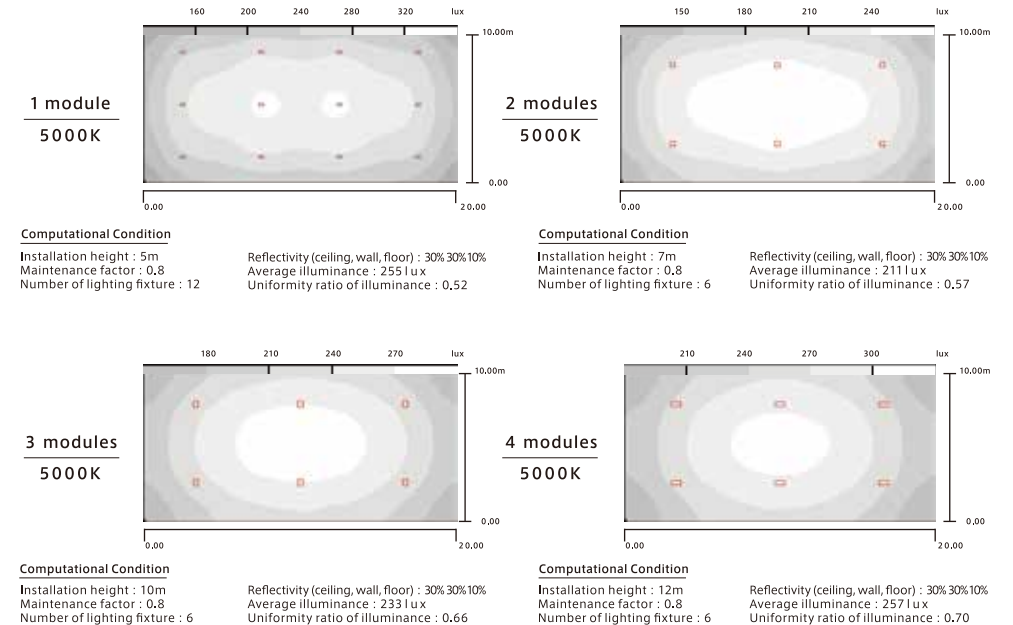 160 200 240 280 320 lux
10.00m
1 module
5000K
0.00
0.00 20.00
Computational Condition
Installation height : 5m
Maintenance factor : 0.8
Number of lighting fixture : 12
Reflectivity (ceiling, wall, floor) : 30% 30% 10%
Average illuminance : 255 lux
Uniformity ratio of illuminance : 0.52
150 180 210 240 lux
10.00m
2 modules
5000K
0.00
0.00 20.00
Computational Condition
Installation height : 7m
Maintenance factor : 0.8
Number of lighting fixture : 6
Reflectivity (ceiling, wall, floor) : 30% 30% 10%
Average illuminance : 211 lux
Uniformity ratio of illuminance : 0.57
180 210 240 270 lux
10.00m
3 modules
5000K
0.00
0.00 20.00
Computational Condition
Installation height : 10m
Maintenance factor : 0.8
Number of lighting fixture : 6
Reflectivity (ceiling, wall, floor) : 30% 30% 10%
Average illuminance : 233 lux
Uniformity ratio of illuminance : 0.66
210 240 270 300 lux
10.00m
4 modules
5000K
0.00
0.00 20.00
Computational Condition
Installation height : 12m
Maintenance factor : 0.8
Number of lighting fixture : 6
Reflectivity (ceiling, wall, floor) : 30% 30% 10%
Average illuminance : 257 lux
Uniformity ratio of illuminance : 0.70